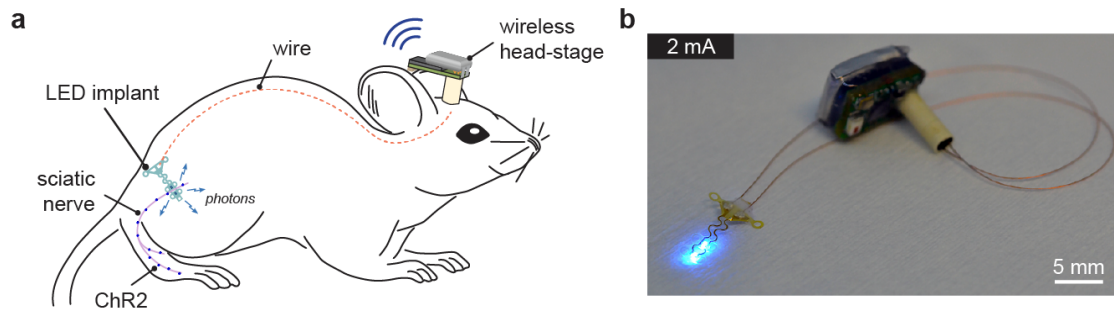 a
wireless
head-stage
wire
LED implant
sciatic
nerve
photons
ChR2
b
2 mA
5 mm